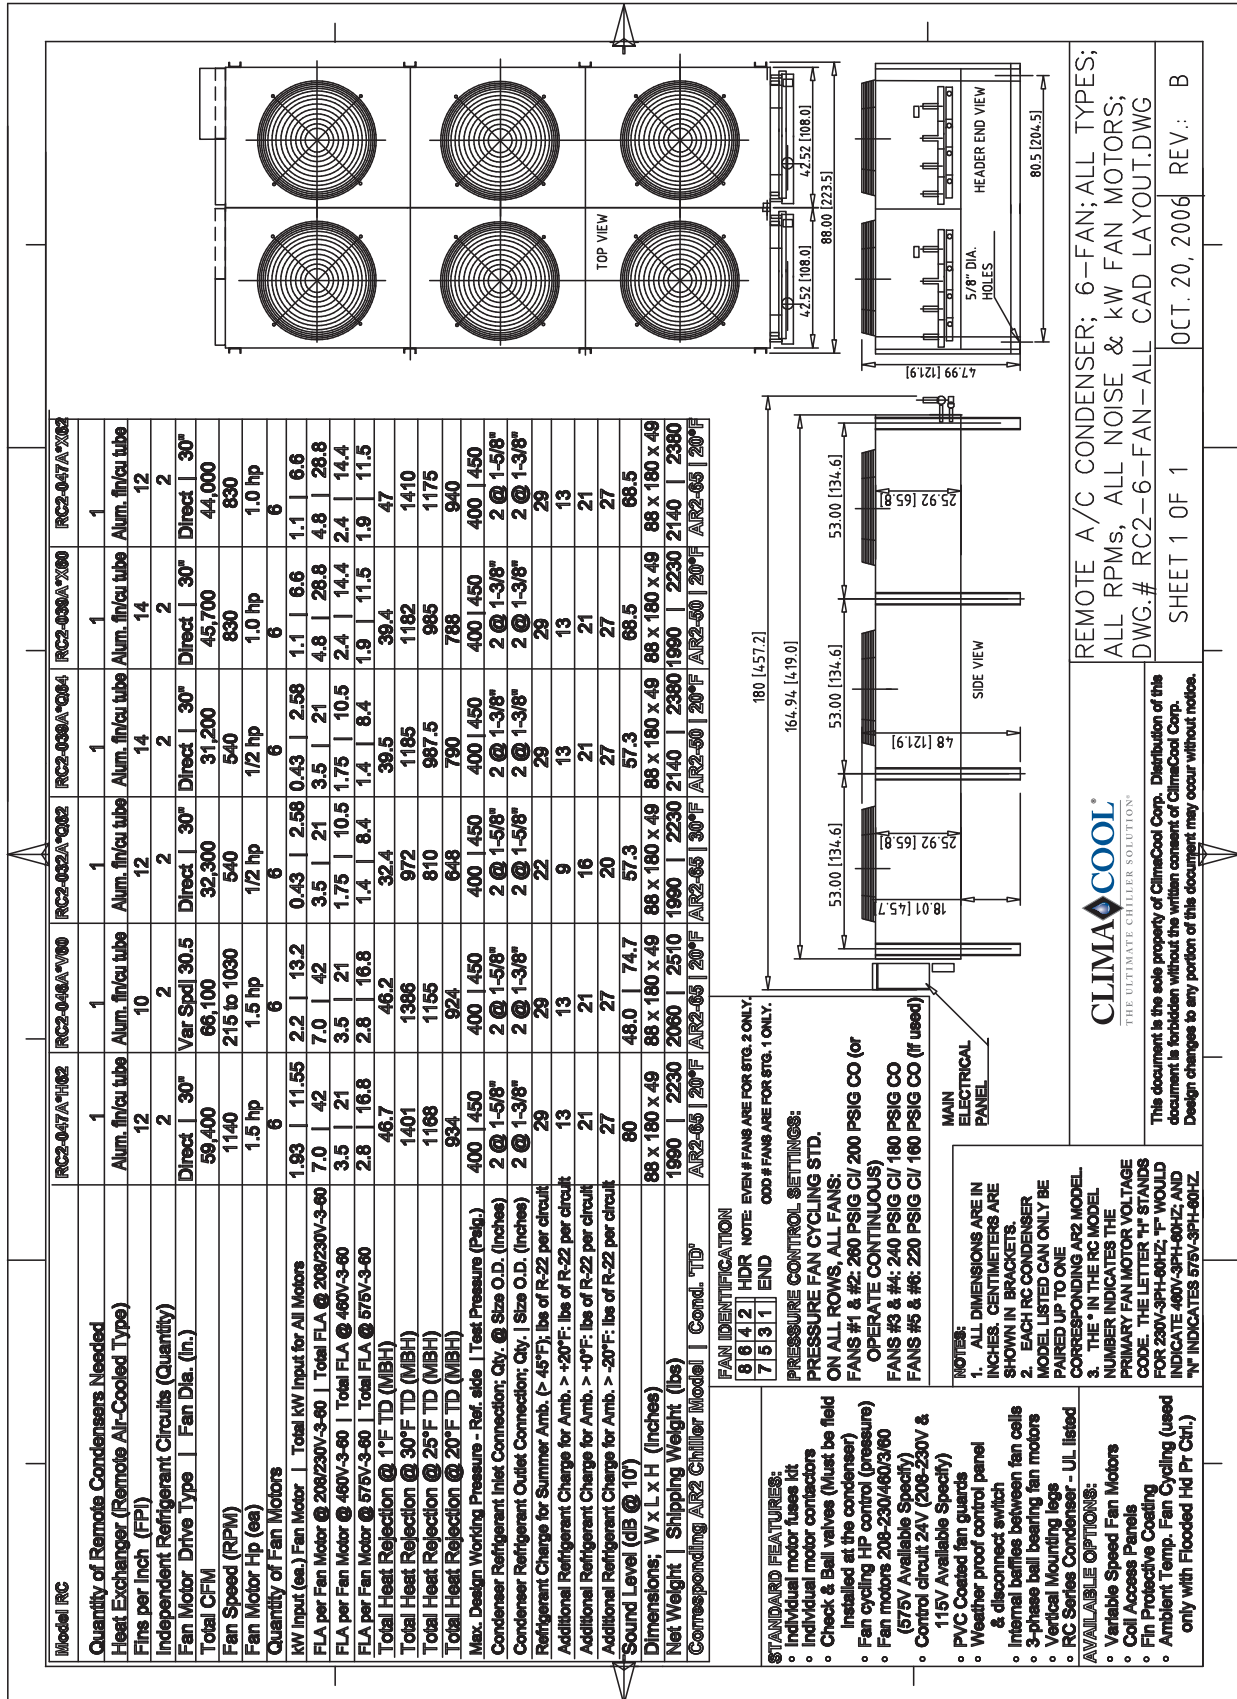 Model RC RC2-047A*H62 RC2-046A*V60 RC2-032A*Q62 RC2-039A*Q64 RC2-039A*X60 RC2-047A*X62
Quantity of Remote Condensers Needed 1 1 1 1 1 1
Heat Exchanger (Remote Air-Cooled Type) Alum. fin/cu tube Alum. fin/cu tube Alum. fin/cu tube Alum. fin/cu tube Alum. fin/cu tube Alum. fin/cu tube
Fins per Inch (FPI) 12 10 12 14 14 12
Independent Refrigerant Circuits (Quantity) 2 2 2 2 2 2
Fan Motor Drive Type | Fan Dia. (in.) Direct | 30" Var Spd | 30.5 Direct | 30" Direct | 30" Direct | 30" Direct | 30"
Total CFM 59,400 66,100 32,300 31,200 45,700 44,000
Fan Speed (RPM) 1140 215 to 1030 540 540 830 830
Fan Motor Hp (ea) 1.5 hp 1.5 hp 1/2 hp 1/2 hp 1.0 hp 1.0 hp
Quantity of Fan Motors 6 6 6 6 6 6
kW Input (ea.) Fan Motor | Total kW Input for All Motors 1.93 | 11.55 2.2 | 13.2 0.43 | 2.58 0.43 | 2.58 1.1 | 6.6 1.1 | 6.6
FLA per Fan Motor @ 208/230V-3-60 | Total FLA @ 208/230V-3-60 7.0 | 42 7.0 | 42 3.5 | 21 3.5 | 21 4.8 | 28.8 4.8 | 28.8
FLA per Fan Motor @ 460V-3-60 | Total FLA @ 460V-3-60 3.5 | 21 3.5 | 21 1.75 | 10.5 1.75 | 10.5 2.4 | 14.4 2.4 | 14.4
FLA per Fan Motor @ 575V-3-60 | Total FLA @ 575V-3-60 2.8 | 16.8 2.8 | 16.8 1.4 | 8.4 1.4 | 8.4 1.9 | 11.5 1.9 | 11.5
Total Heat Rejection @ 1°F TD (MBH) 46.7 46.2 32.4 39.5 39.4 47
Total Heat Rejection @ 30°F TD (MBH) 1401 1386 972 1185 1182 1410
Total Heat Rejection @ 25°F TD (MBH) 1168 1155 810 987.5 985 1175
Total Heat Rejection @ 20°F TD (MBH) 934 924 648 790 788 940
Max. Design Working Pressure - Ref. side | Test Pressure (Psig.) 400 | 450 400 | 450 400 | 450 400 | 450 400 | 450 400 | 450
Condenser Refrigerant Inlet Connection; Qty. @ Size O.D. (Inches) 2 @ 1-5/8" 2 @ 1-5/8" 2 @ 1-5/8" 2 @ 1-3/8" 2 @ 1-3/8" 2 @ 1-5/8"
Condenser Refrigerant Outlet Connection; Qty. | Size O.D. (Inches) 2 @ 1-3/8" 2 @ 1-3/8" 2 @ 1-5/8" 2 @ 1-3/8" 2 @ 1-3/8" 2 @ 1-3/8"
Refrigerant Charge for Summer Amb. (> 45°F); lbs of R-22 per circuit 29 29 22 29 29 29
Additional Refrigerant Charge for Amb. > +20°F: lbs of R-22 per circuit 13 13 9 13 13 13
Additional Refrigerant Charge for Amb. > +0°F: lbs of R-22 per circuit 21 21 16 21 21 21
Additional Refrigerant Charge for Amb. > -20°F: lbs of R-22 per circuit 27 27 20 27 27 27
Sound Level (dB @ 10') 80 48.0 | 74.7 57.3 57.3 68.5 68.5
Dimensions; W x L x H (Inches) 88 x 180 x 49 88 x 180 x 49 88 x 180 x 49 88 x 180 x 49 88 x 180 x 49 88 x 180 x 49
Net Weight | Shipping Weight (lbs) 1990 | 2230 2060 | 2510 1990 | 2230 2140 | 2380 1990 | 2230 2140 | 2380
Corresponding AR2 Chiller Model | Cond. 'TD' AR2-65 | 20°F AR2-65 | 20°F AR2-65 | 30°F AR2-50 | 20°F AR2-50 | 20°F AR2-65 | 20°F
STANDARD FEATURES:
◦ Individual motor fuses kit
◦ Individual motor contactors
◦ Check & Ball valves (Must be field
installed at the condenser)
◦ Fan cycling HP control (pressure)
◦ Fan motors 208-230/460/3/60
(575V Available Specify)
◦ Control circuit 24V (208-230V &
115V Available Specify)
◦ PVC Coated fan guards
◦ Weather proof control panel
& disconnect switch
◦ Internal baffles between fan cells
◦ 3-phase ball bearing fan motors
◦ Vertical Mounting legs
◦ RC Series Condenser - UL listed
AVAILABLE OPTIONS:
◦ Variable Speed Fan Motors
◦ Coil Access Panels
◦ Fin Protective Coating
◦ Ambient Temp. Fan Cycling (used
only with Flooded Hd Pr Ctrl.)
FAN IDENTIFICATION
8 6 4 2 HDR NOTE: EVEN # FANS ARE FOR STG. 2 ONLY.
7 5 3 1 END ODD # FANS ARE FOR STG. 1 ONLY.
PRESSURE CONTROL SETTINGS:
PRESSURE FAN CYCLING STD.
ON ALL ROWS, ALL FANS:
FANS #1 & #2: 260 PSIG CI/ 200 PSIG CO (or
OPERATE CONTINUOUS)
FANS #3 & #4: 240 PSIG CI/ 180 PSIG CO
FANS #5 & #6: 220 PSIG CI/ 160 PSIG CO (if used)
NOTES:
1. ALL DIMENSIONS ARE IN
INCHES. CENTIMETERS ARE
SHOWN IN BRACKETS.
2. EACH RC CONDENSER
MODEL LISTED CAN ONLY BE
PAIRED UP TO ONE
CORRESPONDING AR2 MODEL.
3. THE * IN THE RC MODEL
NUMBER INDICATES THE
PRIMARY FAN MOTOR VOLTAGE
CODE. THE LETTER "H" STANDS
FOR 220V-3PH-60HZ; "F" WOULD
INDICATE 460V-3PH-60HZ; AND
"N" INDICATES 575V-3PH-60HZ.
MAIN
ELECTRICAL
PANEL
180 [457.2]
164.94 [419.0]
53.00 [134.6] 53.00 [134.6] 53.00 [134.6]
18.01 [45.7]
25.92 [65.8]
48 [121.9]
25.92 [65.8]
SIDE VIEW
TOP VIEW
42.52 [108.0] 42.52 [108.0]
88.00 [223.5]
47.99 [121.9]
5/8" DIA.
HOLES
HEADER END VIEW
80.5 [204.5]
CLIMACOOL®
THE ULTIMATE CHILLER SOLUTION®
This document is the sole property of ClimaCool Corp. Distribution of this
document is forbidden without the written consent of ClimaCool Corp.
Design changes to any portion of this document may occur without notice.
REMOTE A/C CONDENSER; 6-FAN; ALL TYPES;
ALL RPMs, ALL NOISE & kW FAN MOTORS;
DWG.# RC2-6-FAN-ALL CAD LAYOUT.DWG
SHEET 1 OF 1 OCT. 20, 2006 REV.: B